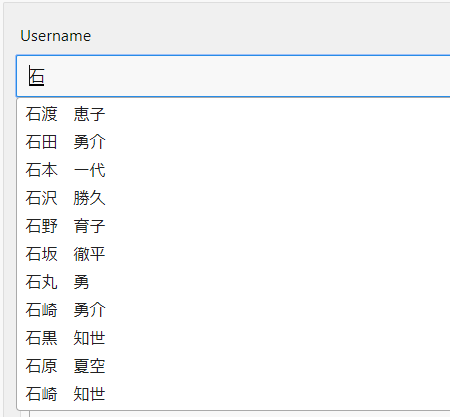 Username
石
石渡　恵子
石田　勇介
石本　一代
石沢　勝久
石野　育子
石坂　徹平
石丸　勇
石崎　勇介
石黒　知世
石原　夏空
石崎　知世